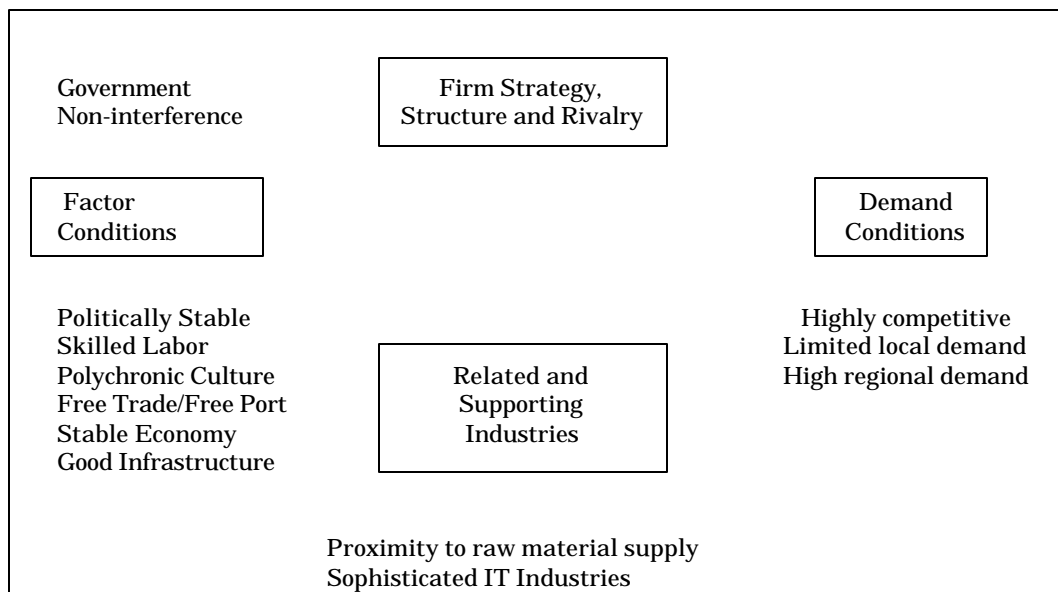 Government
Non-interference
Firm Strategy,
Structure and Rivalry
Factor
Conditions
Demand
Conditions
Politically Stable
Skilled Labor
Polychronic Culture
Free Trade/Free Port
Stable Economy
Good Infrastructure
Related and
Supporting
Industries
Highly competitive
Limited local demand
High regional demand
Proximity to raw material supply
Sophisticated IT Industries